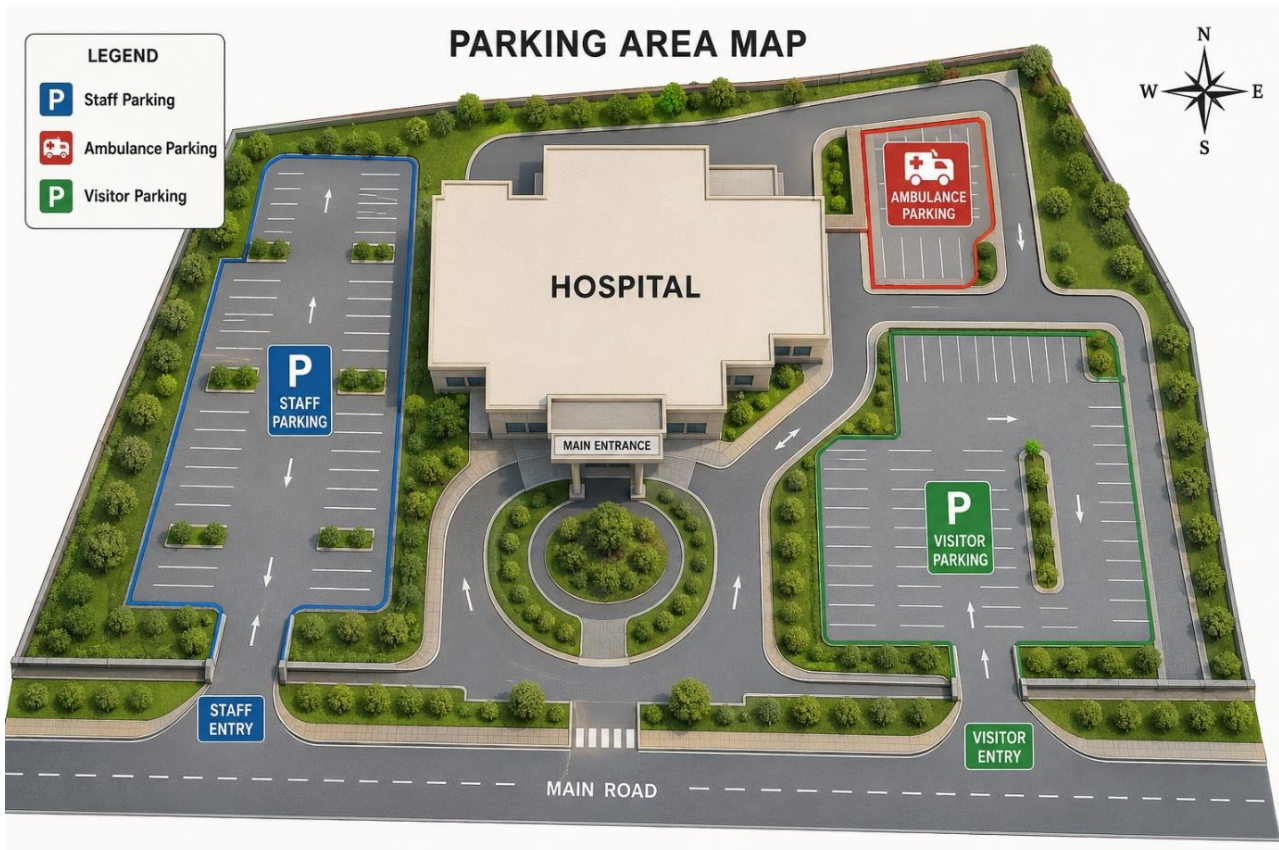 PARKING AREA MAP
LEGEND
P Staff Parking
Ambulance Parking
P Visitor Parking
N
W E
S
AMBULANCE
PARKING
HOSPITAL
P
STAFF
PARKING
MAIN ENTRANCE
P
VISITOR
PARKING
STAFF
ENTRY
VISITOR
ENTRY
MAIN ROAD